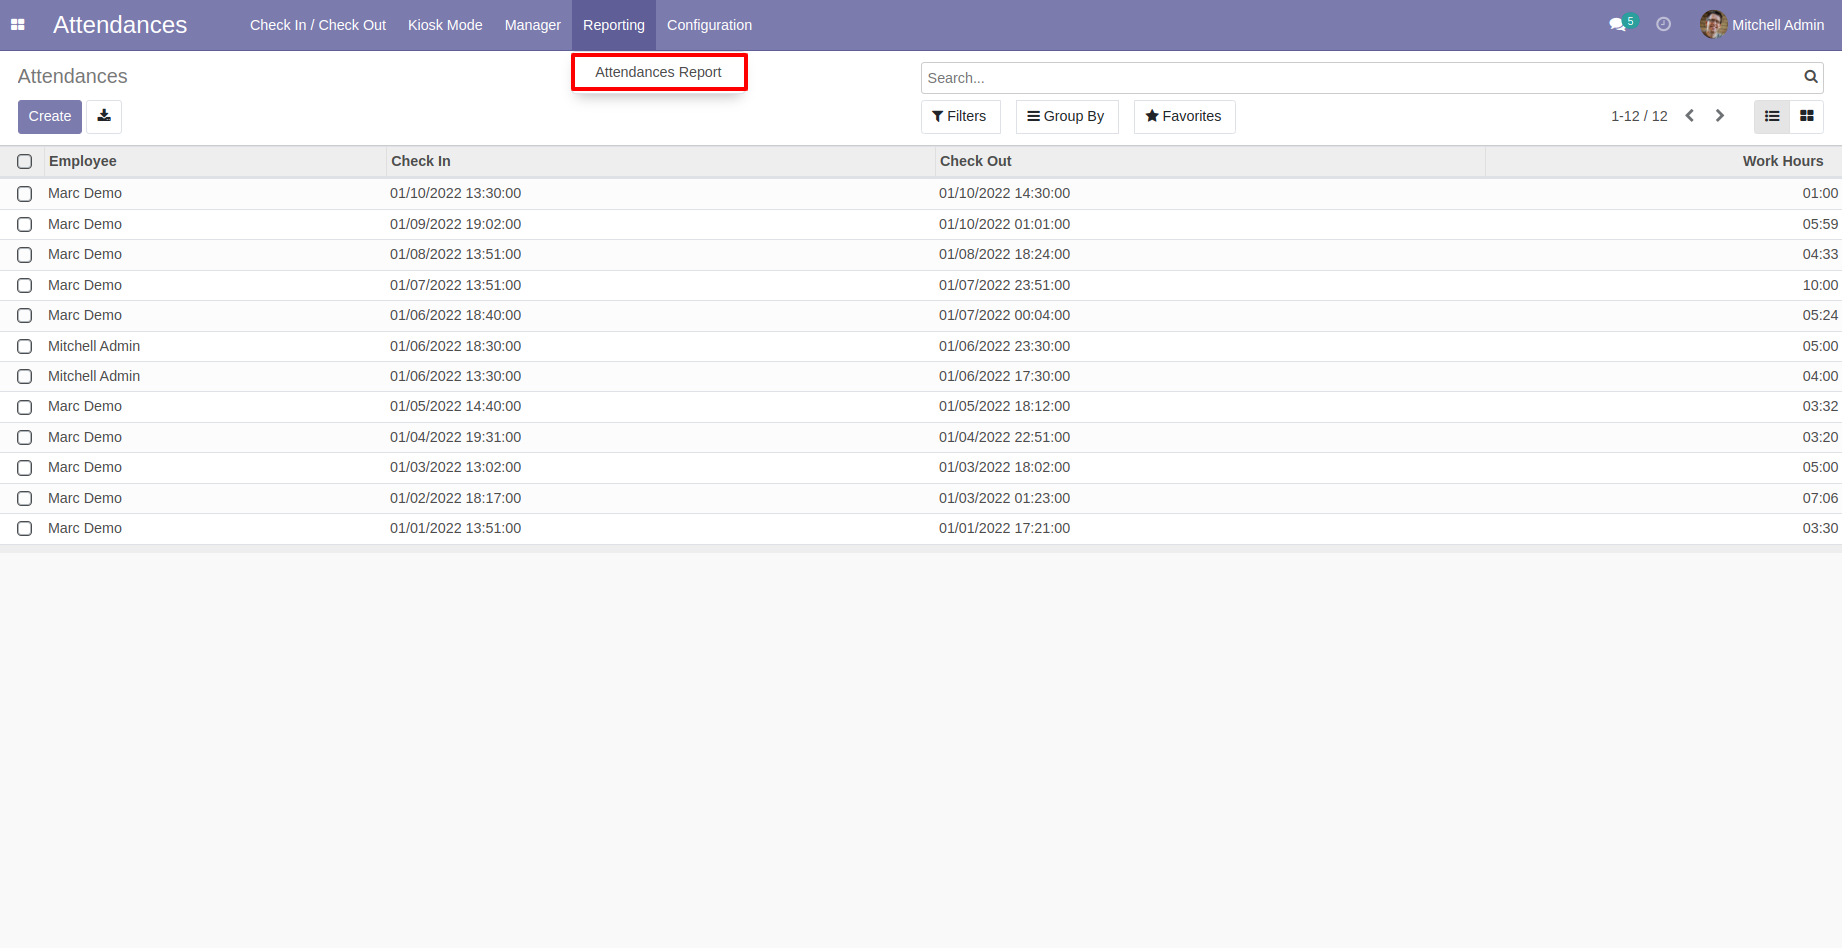 Attendances Check In / Check Out Kiosk Mode Manager Reporting Configuration 5 Mitchell Admin
Attendances Attendances Report Search...
Create Filters Group By Favorites 1-12 / 12
Employee Check In Check Out Work Hours
Marc Demo 01/10/2022 13:30:00 01/10/2022 14:30:00 01:00
Marc Demo 01/09/2022 19:02:00 01/10/2022 01:01:00 05:59
Marc Demo 01/08/2022 13:51:00 01/08/2022 18:24:00 04:33
Marc Demo 01/07/2022 13:51:00 01/07/2022 23:51:00 10:00
Marc Demo 01/06/2022 18:40:00 01/07/2022 00:04:00 05:24
Mitchell Admin 01/06/2022 18:30:00 01/06/2022 23:30:00 05:00
Mitchell Admin 01/06/2022 13:30:00 01/06/2022 17:30:00 04:00
Marc Demo 01/05/2022 14:40:00 01/05/2022 18:12:00 03:32
Marc Demo 01/04/2022 19:31:00 01/04/2022 22:51:00 03:20
Marc Demo 01/03/2022 13:02:00 01/03/2022 18:02:00 05:00
Marc Demo 01/02/2022 18:17:00 01/03/2022 01:23:00 07:06
Marc Demo 01/01/2022 13:51:00 01/01/2022 17:21:00 03:30